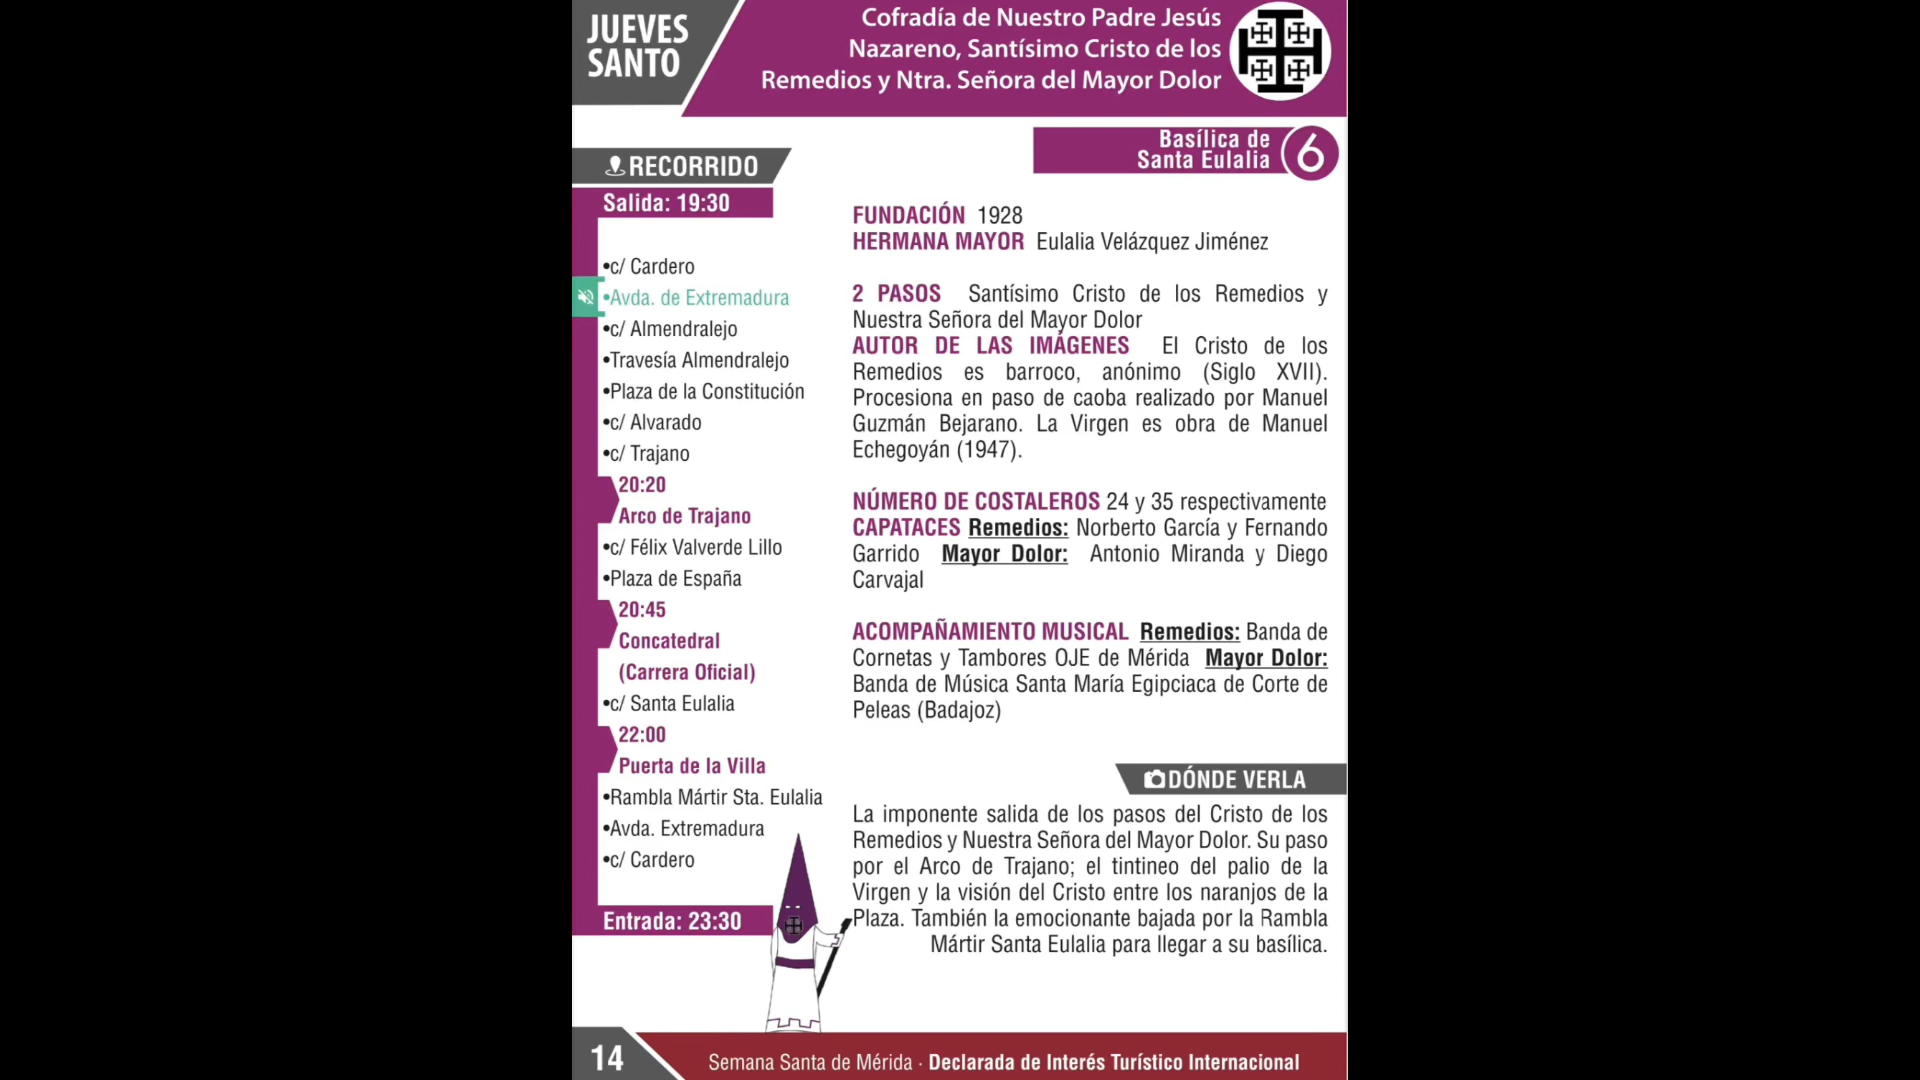 JUEVES
SANTO
Cofradía de Nuestro Padre Jesús
Nazareno, Santísimo Cristo de los
Remedios y Ntra. Señora del Mayor Dolor
Basílica de
Santa Eulalia
6
RECORRIDO
Salida: 19:30
•c/ Cardero
•Avda. de Extremadura
•c/ Almendralejo
•Travesía Almendralejo
•Plaza de la Constitución
•c/ Alvarado
•c/ Trajano
20:20
Arco de Trajano
•c/ Félix Valverde Lillo
•Plaza de España
20:45
Concatedral
(Carrera Oficial)
•c/ Santa Eulalia
22:00
Puerta de la Villa
•Rambla Mártir Sta. Eulalia
•Avda. Extremadura
•c/ Cardero
Entrada: 23:30
FUNDACIÓN 1928
HERMANA MAYOR Eulalia Velázquez Jiménez
2 PASOS Santísimo Cristo de los Remedios y
Nuestra Señora del Mayor Dolor
AUTOR DE LAS IMÁGENES El Cristo de los
Remedios es barroco, anónimo (Siglo XVII).
Procesiona en paso de caoba realizado por Manuel
Guzmán Bejarano. La Virgen es obra de Manuel
Echegoyán (1947).
NÚMERO DE COSTALEROS 24 y 35 respectivamente
CAPATACES Remedios: Norberto García y Fernando
Garrido Mayor Dolor: Antonio Miranda y Diego
Carvajal
ACOMPAÑAMIENTO MUSICAL Remedios: Banda de
Cornetas y Tambores OJE de Mérida Mayor Dolor:
Banda de Música Santa María Egipciaca de Corte de
Peleas (Badajoz)
DÓNDE VERLA
La imponente salida de los pasos del Cristo de los
Remedios y Nuestra Señora del Mayor Dolor. Su paso
por el Arco de Trajano; el tintineo del palio de la
Virgen y la visión del Cristo entre los naranjos de la
Plaza. También la emocionante bajada por la Rambla
Mártir Santa Eulalia para llegar a su basílica.
14
Semana Santa de Mérida · Declarada de Interés Turístico Internacional